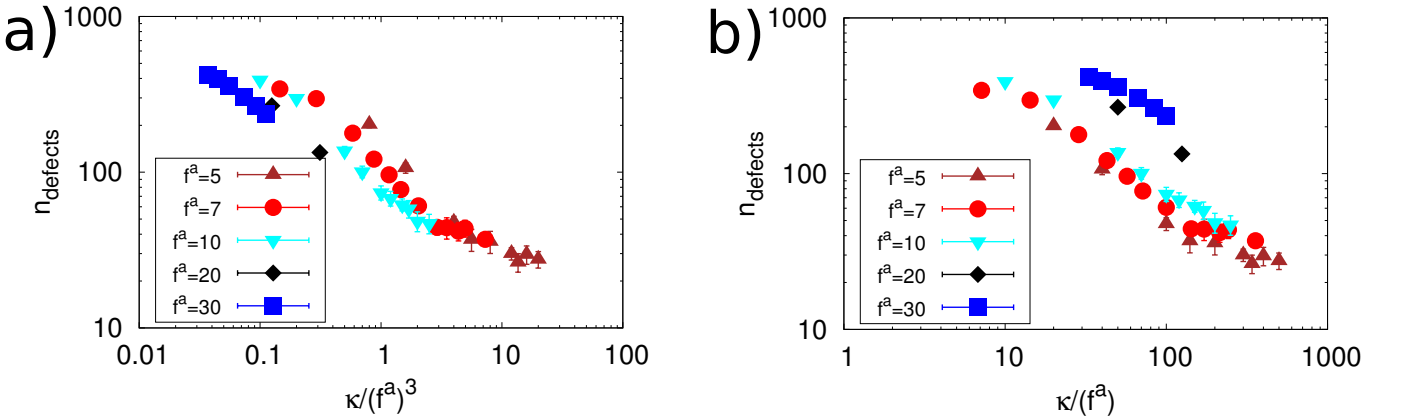 a)
1000
100
10
n_defects
f^a=5
f^a=7
f^a=10
f^a=20
f^a=30
0.01 0.1 1 10 100
κ/(f^a)^3
b)
1000
100
10
n_defects
f^a=5
f^a=7
f^a=10
f^a=20
f^a=30
1 10 100 1000
κ/(f^a)